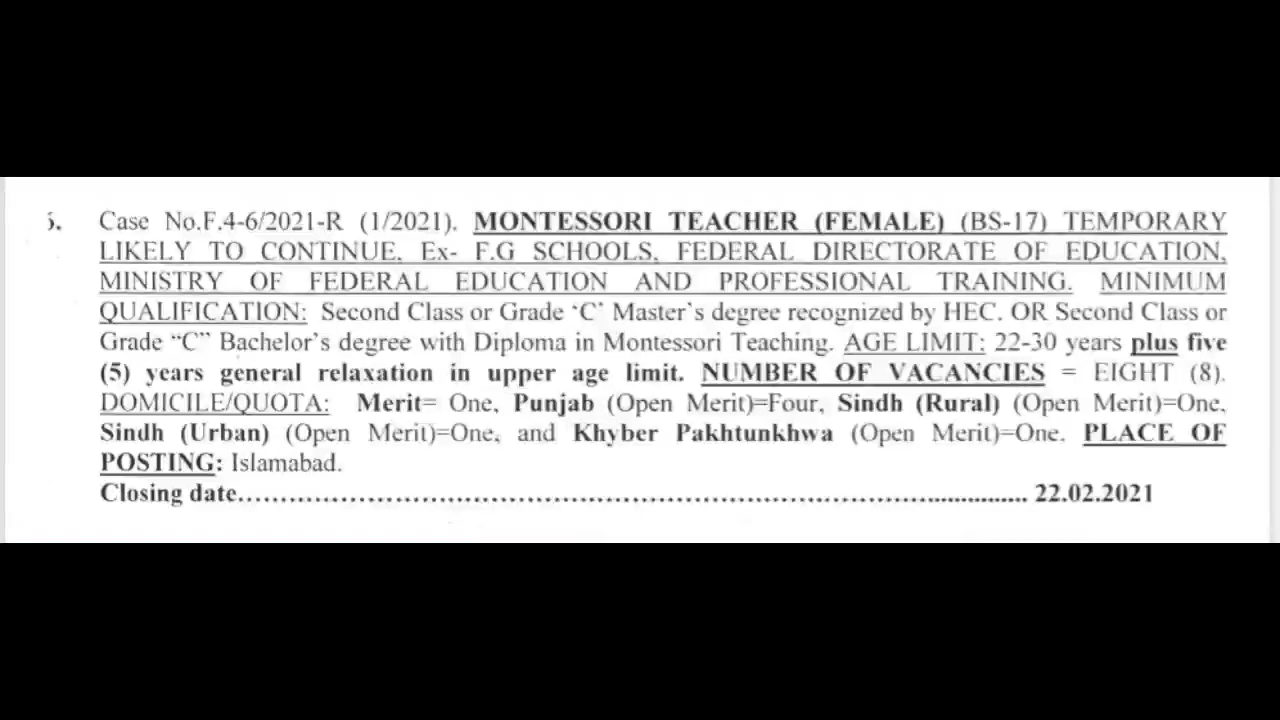 5. Case No.F.4-6/2021-R (1/2021). MONTESSORI TEACHER (FEMALE) (BS-17) TEMPORARY
LIKELY TO CONTINUE, Ex- F.G SCHOOLS, FEDERAL DIRECTORATE OF EDUCATION,
MINISTRY OF FEDERAL EDUCATION AND PROFESSIONAL TRAINING. MINIMUM
QUALIFICATION: Second Class or Grade ‘C’ Master’s degree recognized by HEC. OR Second Class or
Grade “C” Bachelor’s degree with Diploma in Montessori Teaching. AGE LIMIT: 22-30 years plus five
(5) years general relaxation in upper age limit. NUMBER OF VACANCIES = EIGHT (8).
DOMICILE/QUOTA: Merit= One, Punjab (Open Merit)=Four, Sindh (Rural) (Open Merit)=One,
Sindh (Urban) (Open Merit)=One, and Khyber Pakhtunkhwa (Open Merit)=One. PLACE OF
POSTING: Islamabad.
Closing date……………………………………………………………………............... 22.02.2021